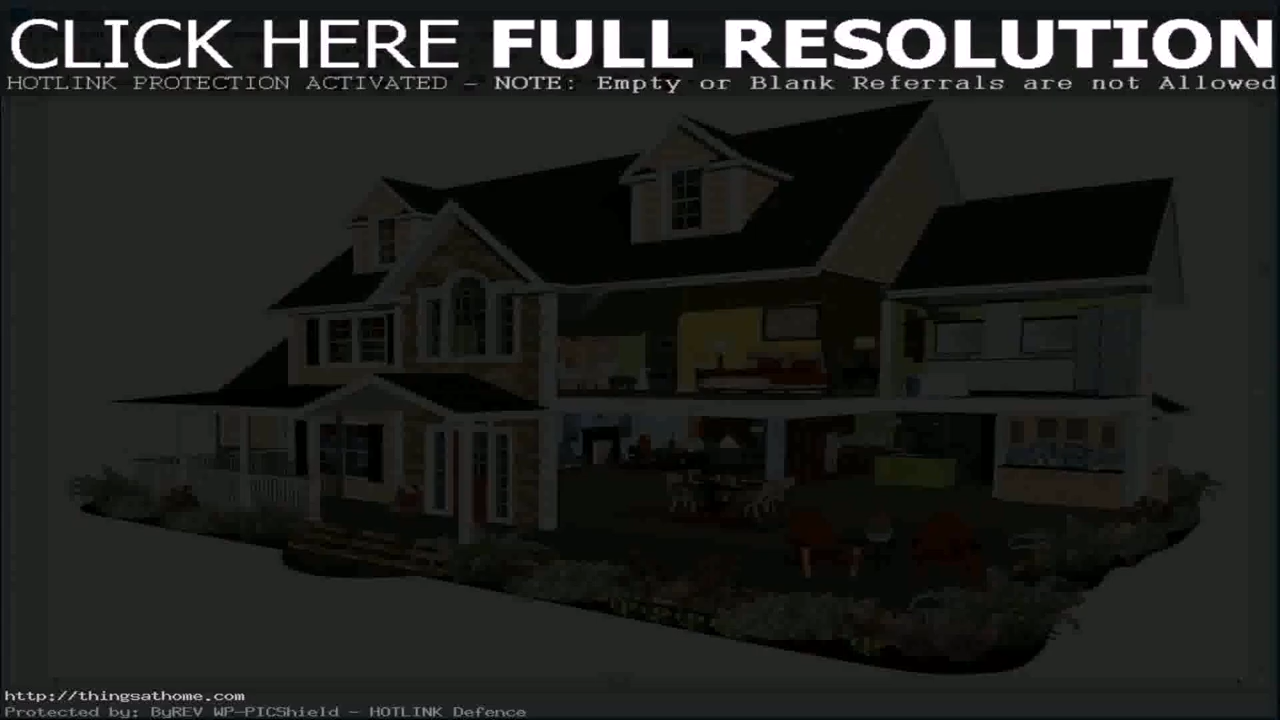 CLICK HERE FULL RESOLUTION
HOTLINK PROTECTION ACTIVATED - NOTE: Empty or Blank Referrals are not Allowed
http://thingsathome.com
Protected by: ByREV WP-PICShield - HOTLINK Defence